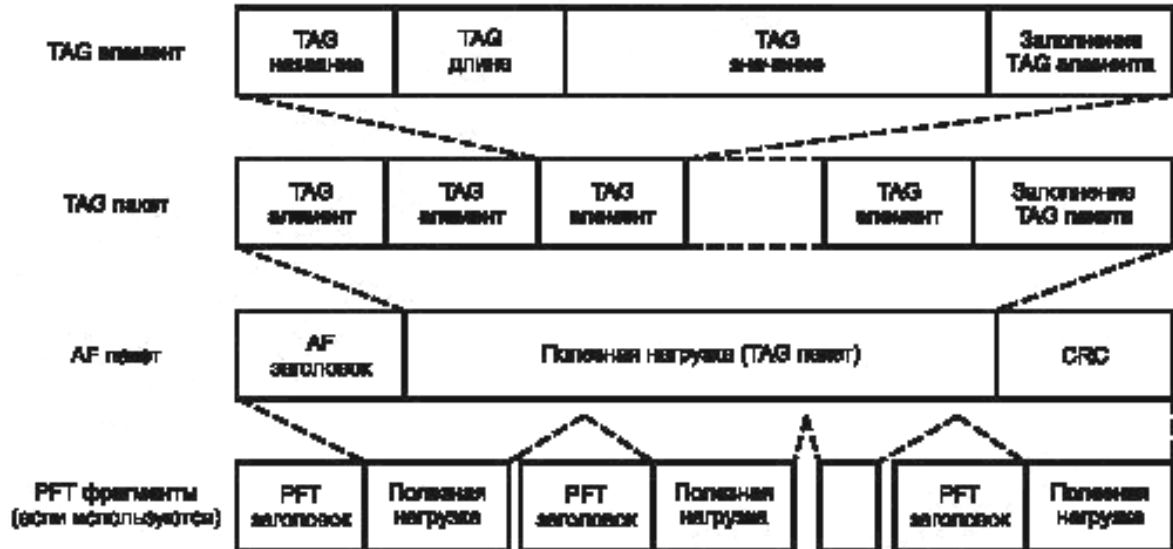 TAG элемент
TAG
название
TAG
длина
TAG
значение
Заполнение
TAG элемента
TAG пакет
TAG
элемент
TAG
элемент
TAG
элемент
TAG
элемент
Заполнение
TAG пакета
AF пакет
AF
заголовок
Полезная нагрузка (TAG пакет)
CRC
PFT фрагменты
(если используются)
PFT
заголовок
Полезная
нагрузка
PFT
заголовок
Полезная
нагрузка
PFT
заголовок
Полезная
нагрузка